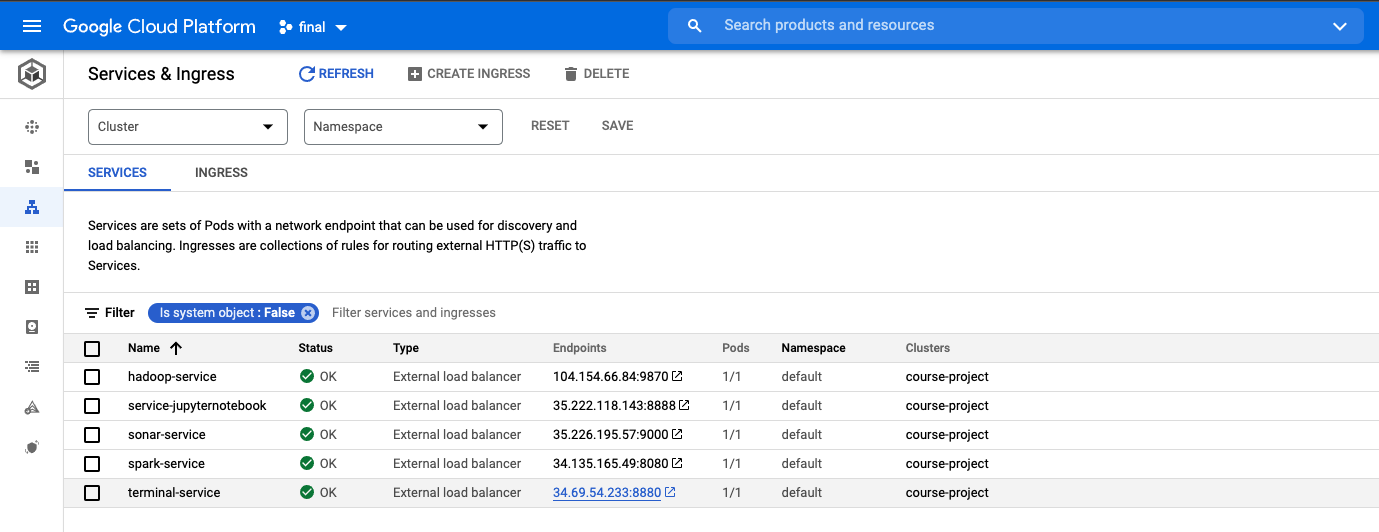 Google Cloud Platform final Search products and resources
Services & Ingress REFRESH CREATE INGRESS DELETE
Cluster Namespace RESET SAVE
SERVICES INGRESS
Services are sets of Pods with a network endpoint that can be used for discovery and
load balancing. Ingresses are collections of rules for routing external HTTP(S) traffic to
Services.
Filter Is system object : False Filter services and ingresses
Name Status Type Endpoints Pods Namespace Clusters
hadoop-service OK External load balancer 104.154.66.84:9870 1/1 default course-project
service-jupyternotebook OK External load balancer 35.222.118.143:8888 1/1 default course-project
sonar-service OK External load balancer 35.226.195.57:9000 1/1 default course-project
spark-service OK External load balancer 34.135.165.49:8080 1/1 default course-project
terminal-service OK External load balancer 34.69.54.233:8880 1/1 default course-project